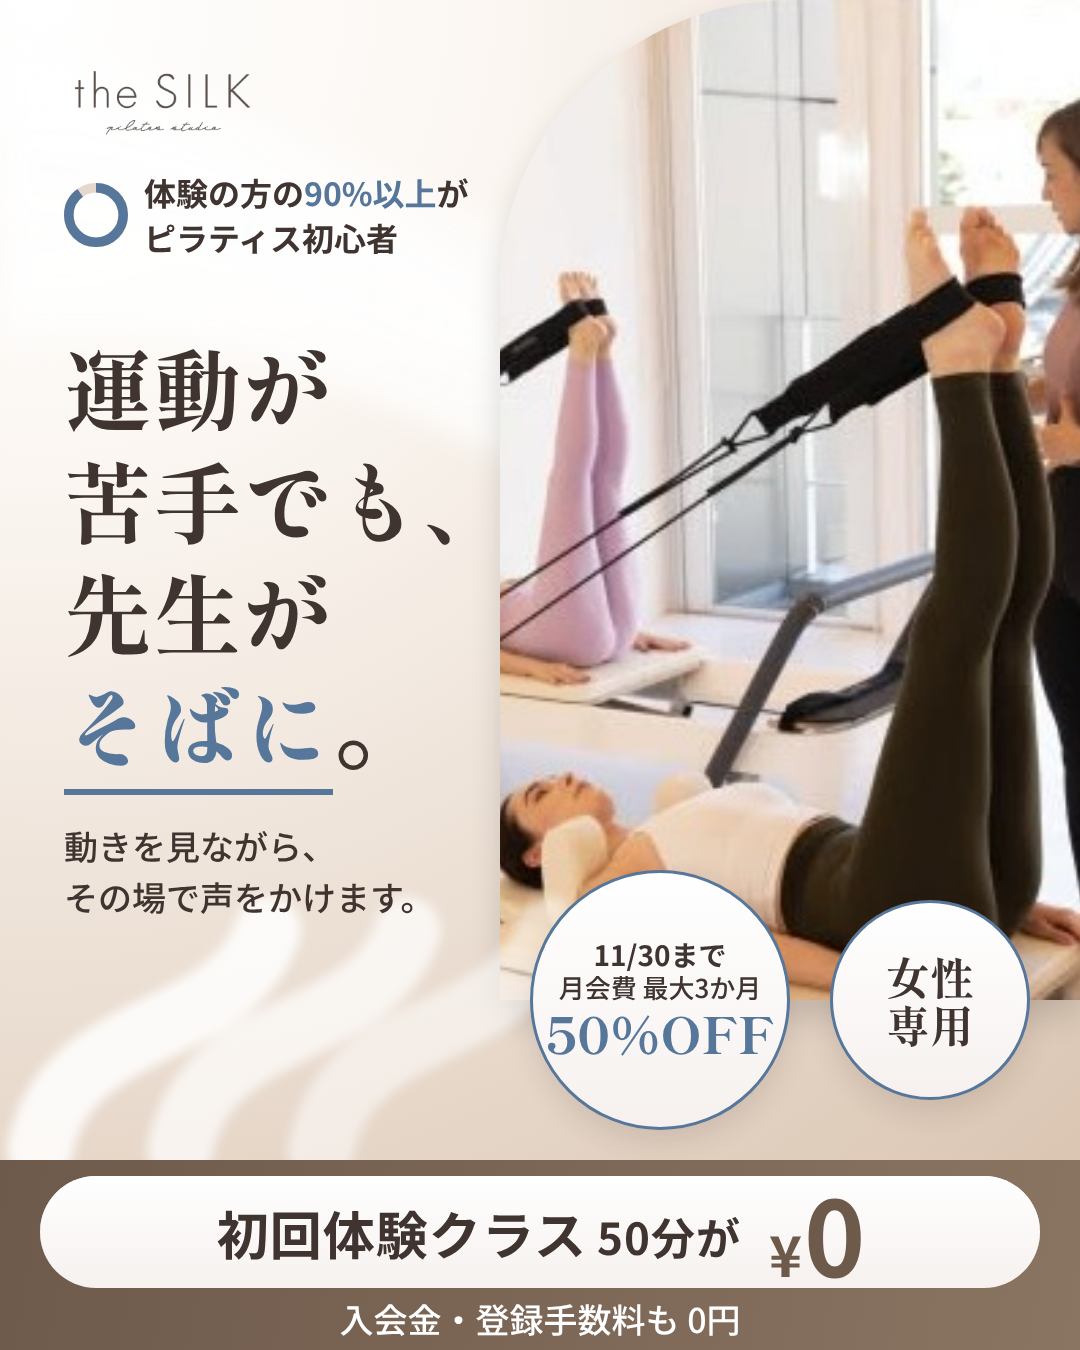 the SILK
pilates studio
体験の方の90%以上が
ピラティス初心者
運動が
苦手でも、
先生が
そばに。
動きを見ながら、
その場で声をかけます。
11/30まで
月会費 最大3か月
50%OFF
女性
専用
初回体験クラス 50分が ¥0
入会金・登録手数料も 0円